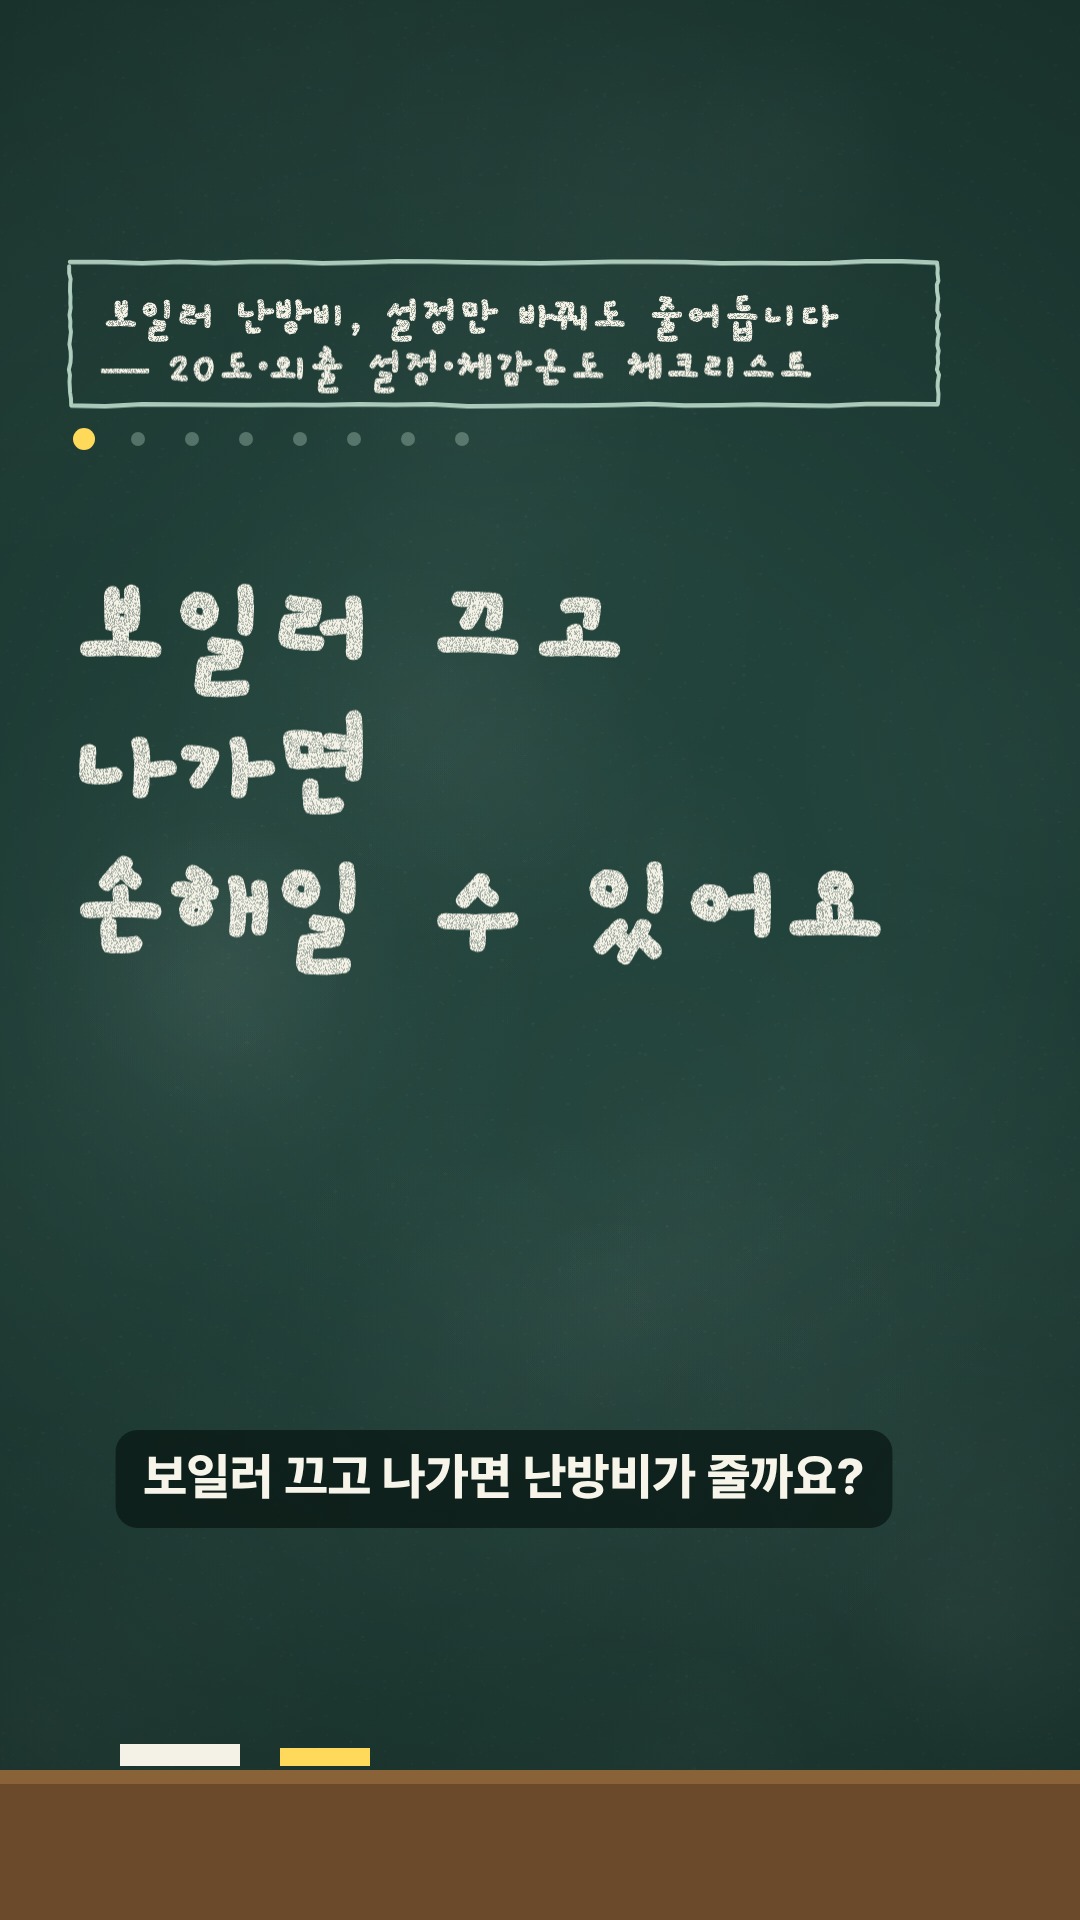 보일러 난방비, 설정만 바꿔도 줄어듭니다
— 20도·외출 설정·체감온도 체크리스트
보일러 끄고
나가면
손해일 수 있어요
보일러 끄고 나가면 난방비가 줄까요?